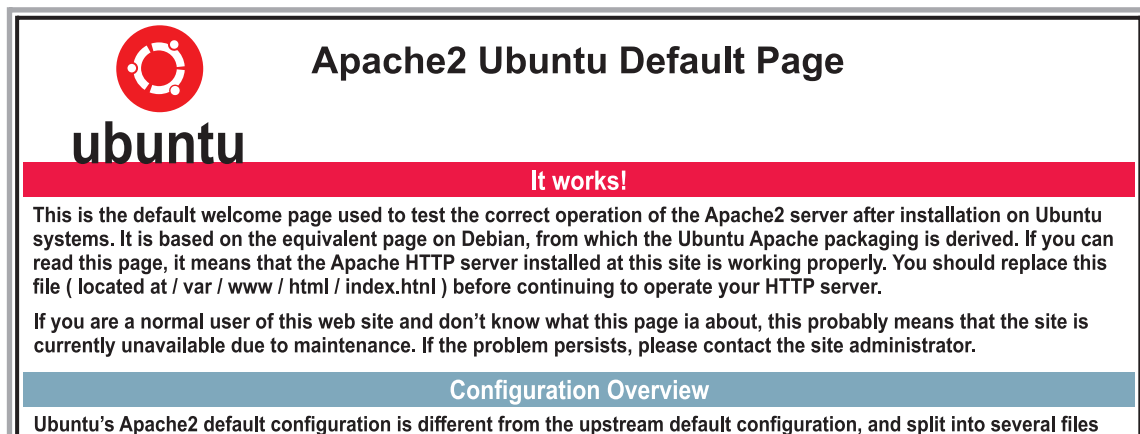 Apache2 Ubuntu Default Page
ubuntu
It works!
This is the default welcome page used to test the correct operation of the Apache2 server after installation on Ubuntu
systems. It is based on the equivalent page on Debian, from which the Ubuntu Apache packaging is derived. If you can
read this page, it means that the Apache HTTP server installed at this site is working properly. You should replace this
file ( located at / var / www / html / index.htnl ) before continuing to operate your HTTP server.
If you are a normal user of this web site and don’t know what this page ia about, this probably means that the site is
currently unavailable due to maintenance. If the problem persists, please contact the site administrator.
Configuration Overview
Ubuntu’s Apache2 default configuration is different from the upstream default configuration, and split into several files